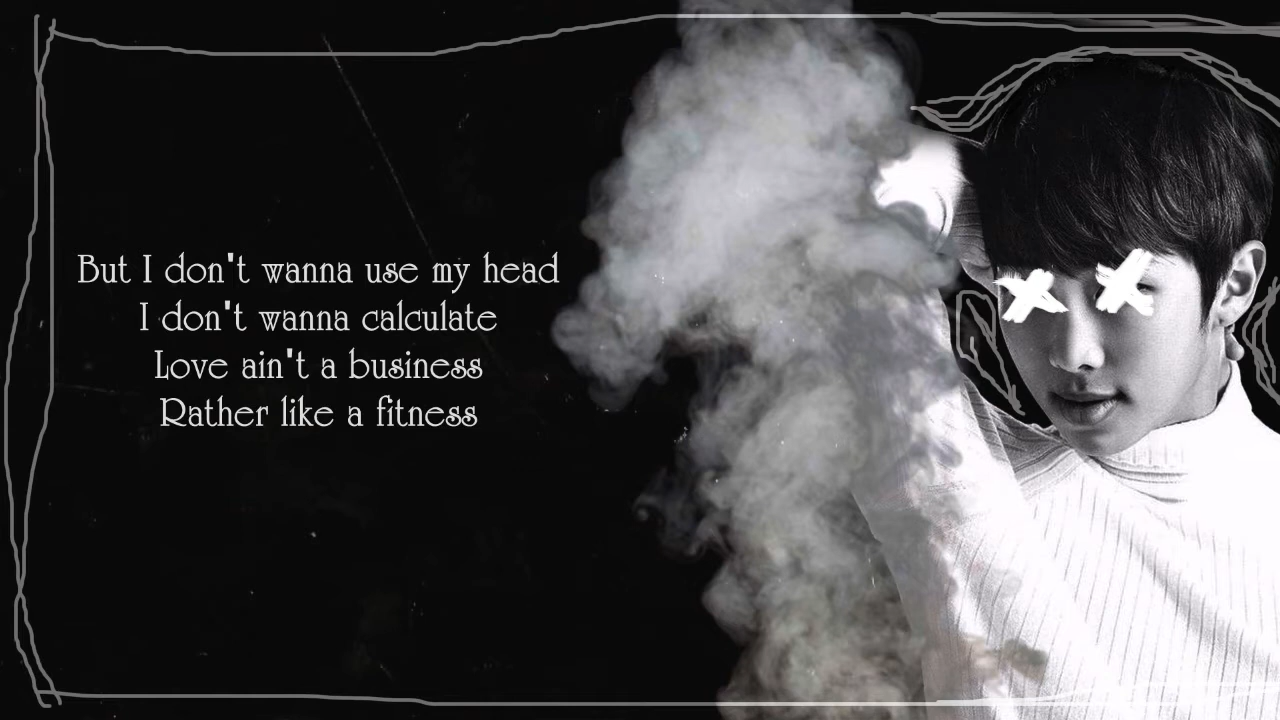 But I don't wanna use my head
I don't wanna calculate
Love ain't a business
Rather like a fitness